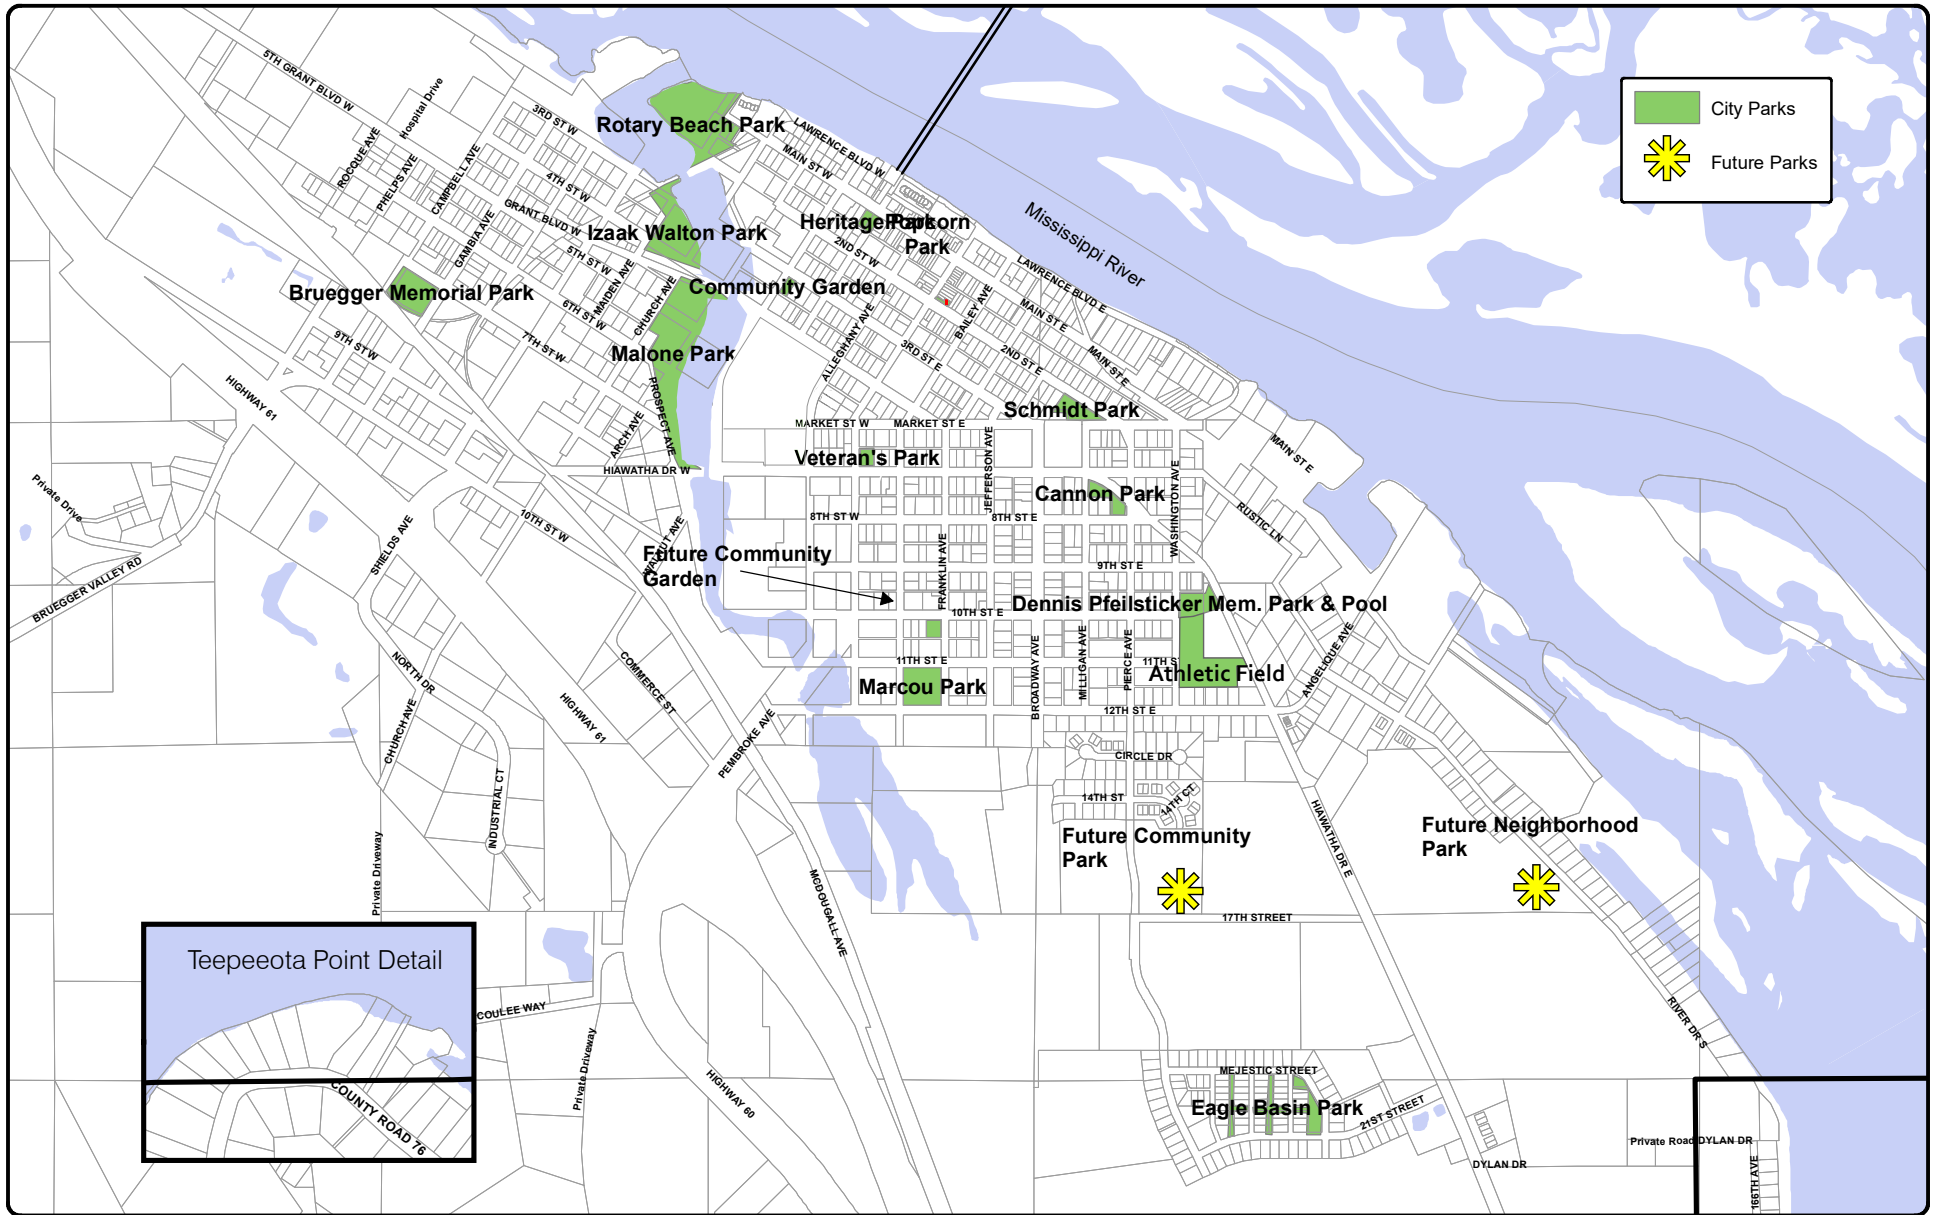 5TH GRANT BLVD W
Hospital Drive
3RD ST W
ROCQUE AVE
PHELPS AVE
CAMPBELL AVE
4TH ST W
GRANT BLVD W
GAMBIA AVE
5TH ST W
MAIDEN AVE
6TH ST W
CHURCH AVE
7TH ST W
9TH ST W
HIGHWAY 61
Rotary Beach Park
LAWRENCE BLVD W
MAIN ST W
Izaak Walton Park
Heritage Park
Popcorn
Park
2ND ST W
Community Garden
Bruegger Memorial Park
Malone Park
Mississippi River
LAWRENCE BLVD E
MAIN ST E
BAILEY AVE
ALLEGHANY AVE
3RD ST E
2ND ST E
MAIN ST E
City Parks
Future Parks
PROSPECT AVE
ARCH AVE
HIAWATHA DR W
Schmidt Park
MARKET ST W
MARKET ST E
Veteran's Park
JEFFERSON AVE
Cannon Park
WASHINGTON AVE
MAIN ST E
RUSTIC LN
8TH ST W
8TH ST E
Private Drive
BRUEGGER VALLEY RD
SHIELDS AVE
10TH ST W
WALNUT AVE
Future Community
Garden
FRANKLIN AVE
9TH ST E
10TH ST E
Dennis Pfeilsticker Mem. Park & Pool
11TH ST E
Marcou Park
BROADWAY AVE
MILLIGAN AVE
PIERCE AVE
11TH S
Athletic Field
ANGELIQUE AVE
12TH ST E
NORTH DR
COMMERCE ST
HIGHWAY 61
CHURCH AVE
PEMBROKE AVE
INDUSTRIAL CT
CIRCLE DR
14TH ST
14TH CT
HIAWATHA DR E
Future Community
Park
Future Neighborhood
Park
Private Driveway
MCDOUGALL AVE
17TH STREET
Teepeeota Point Detail
COULEE WAY
COUNTY ROAD 76
Private Driveway
HIGHWAY 60
RIVER DR S
MEJESTIC STREET
Eagle Basin Park
21ST STREET
DYLAN DR
Private Road
DYLAN DR
166TH AVE